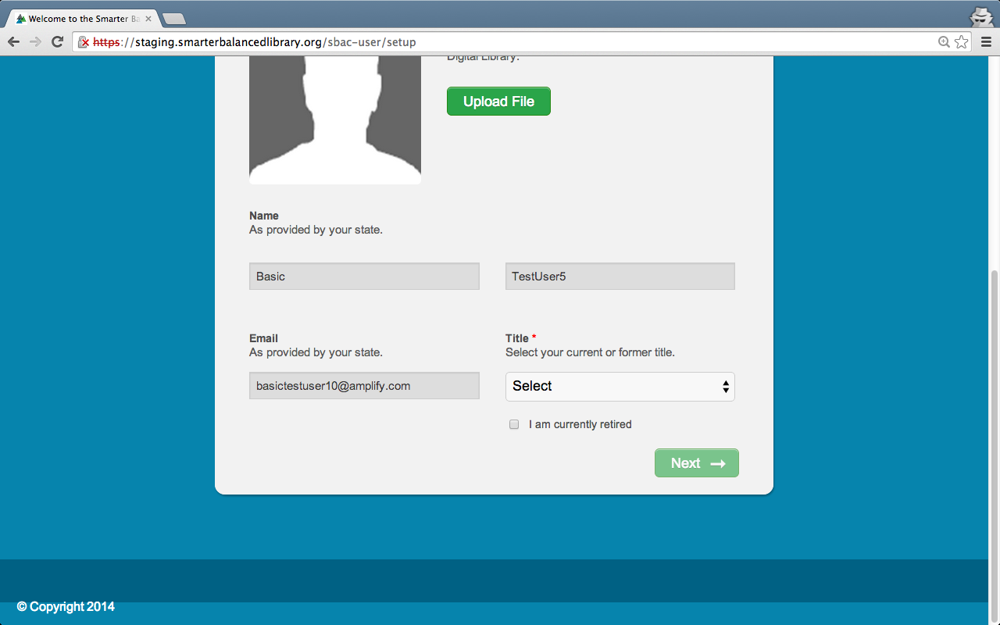 Welcome to the Smarter Ba
https://staging.smarterbalancedlibrary.org/sbac-user/setup
Digital Library.
Upload File
Name
As provided by your state.
Basic TestUser5
Email Title *
As provided by your state. Select your current or former title.
basictestuser10@amplify.com Select
I am currently retired
Next →
© Copyright 2014